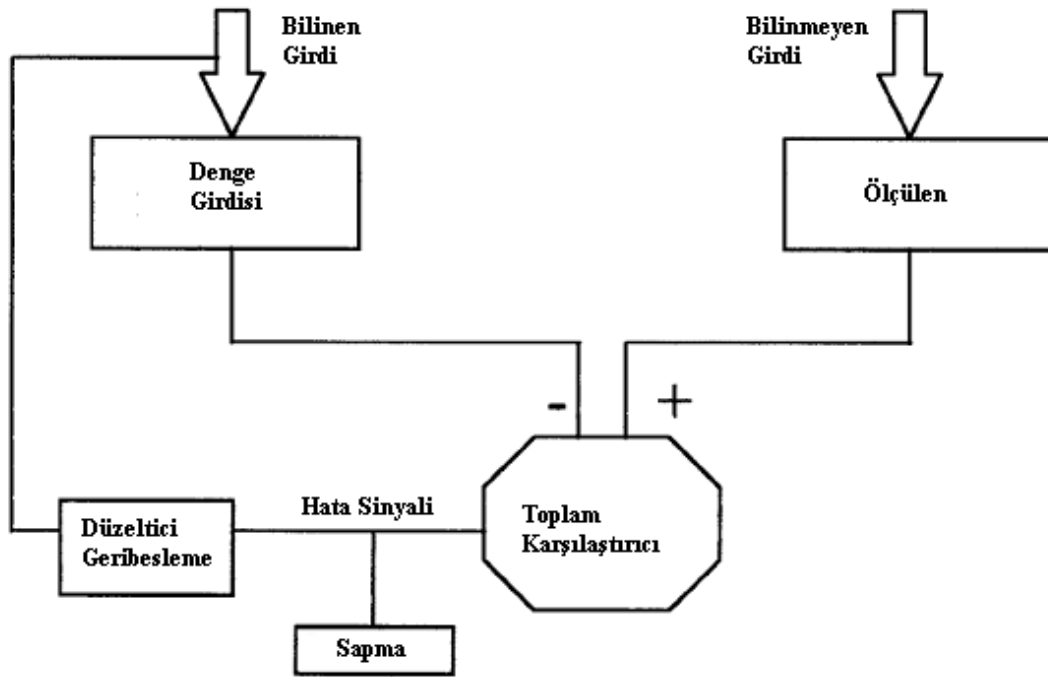 Bilinen
Girdi
Bilinmeyen
Girdi
Denge
Girdisi
Ölçülen
-
+
Hata Sinyali
Toplam
Karşılaştırıcı
Düzeltici
Geribesleme
Sapma